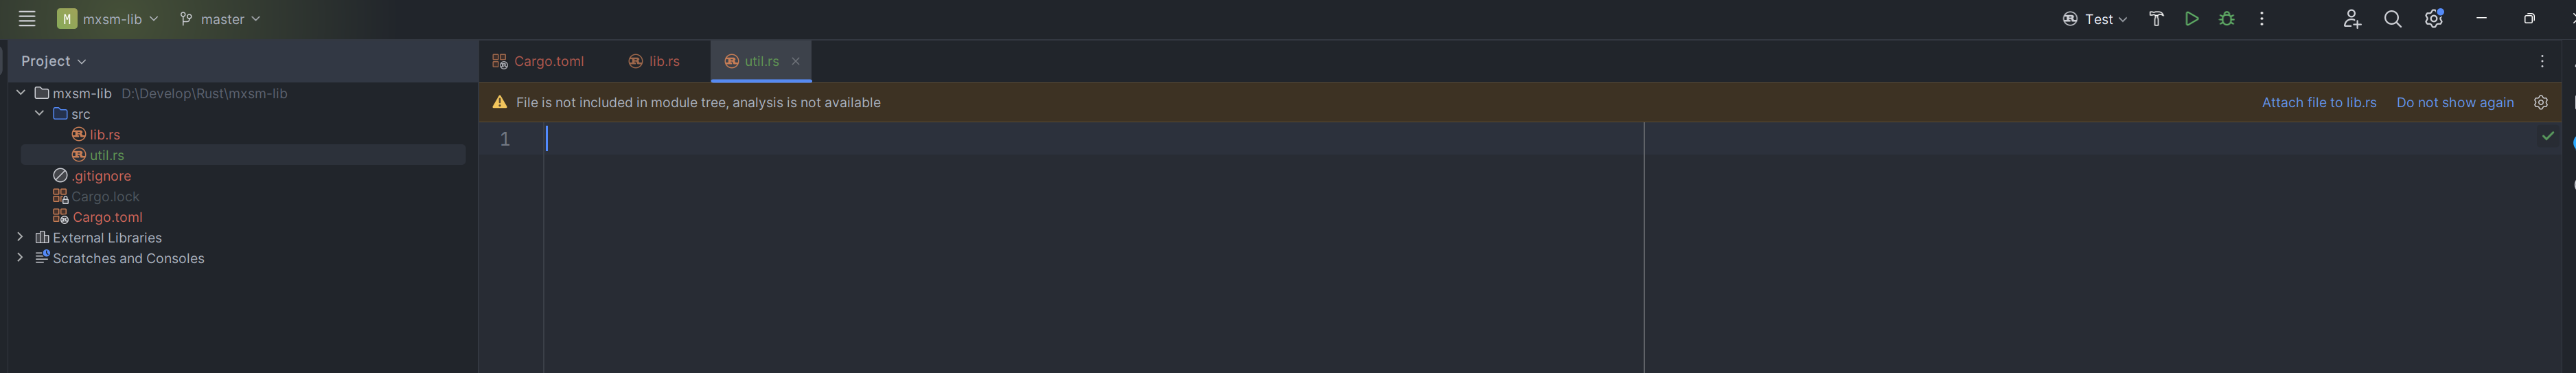 M mxsm-lib master Test
Project
Cargo.toml lib.rs util.rs
mxsm-lib D:\Develop\Rust\mxsm-lib
File is not included in module tree, analysis is not available Attach file to lib.rs Do not show again
src
lib.rs
1
util.rs
.gitignore
Cargo.lock
Cargo.toml
External Libraries
Scratches and Consoles